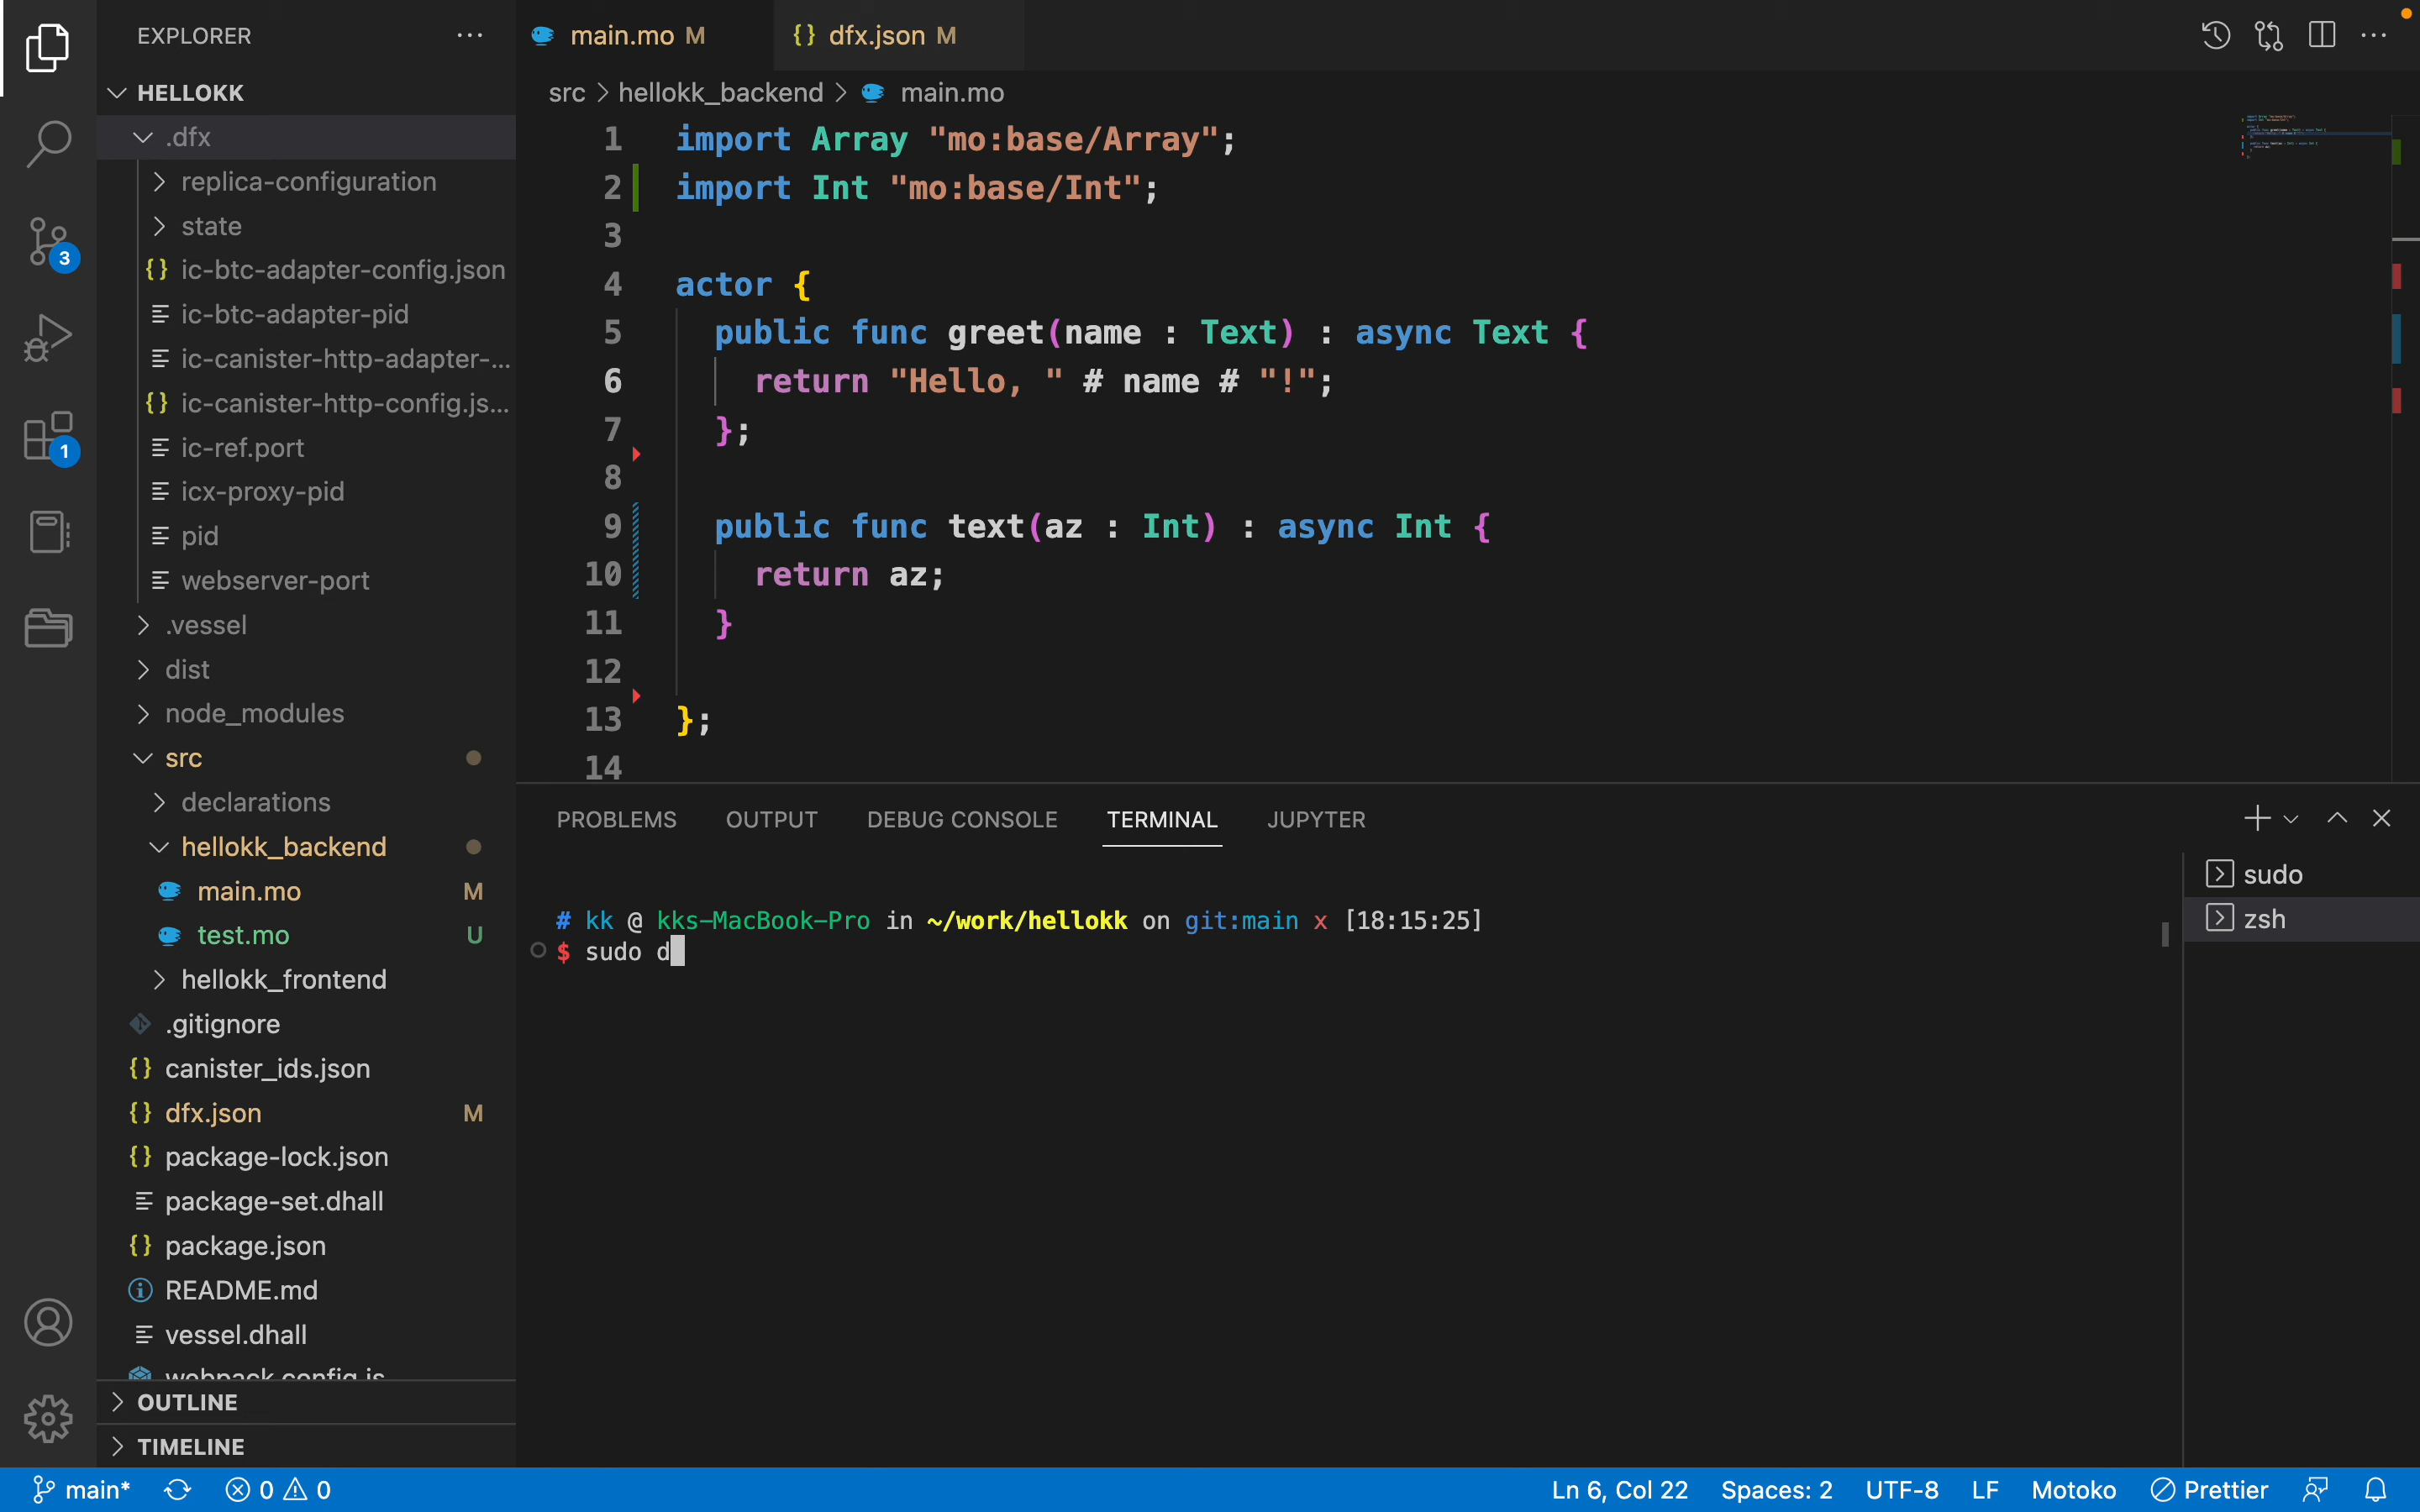 EXPLORER
HELLOKK
.dfx
replica-configuration
state
ic-btc-adapter-config.json
ic-btc-adapter-pid
ic-canister-http-adapter-...
ic-canister-http-config.js...
ic-ref.port
icx-proxy-pid
pid
webserver-port
.vessel
dist
node_modules
src
declarations
hellokk_backend
main.mo M
test.mo U
hellokk_frontend
.gitignore
canister_ids.json
dfx.json M
package-lock.json
package-set.dhall
package.json
README.md
vessel.dhall
webpack.config.js
OUTLINE
TIMELINE
3
1
main.mo M
{} dfx.json M
src > hellokk_backend > main.mo
1 import Array "mo:base/Array";
2 import Int "mo:base/Int";
3
4 actor {
5 public func greet(name : Text) : async Text {
6 return "Hello, " # name # "!";
7 };
8
9 public func text(az : Int) : async Int {
10 return az;
11 }
12
13 };
14
PROBLEMS OUTPUT DEBUG CONSOLE TERMINAL JUPYTER
# kk @ kks-MacBook-Pro in ~/work/hellokk on git:main x [18:15:25]
$ sudo d
sudo
zsh
main* 0 0 Ln 6, Col 22 Spaces: 2 UTF-8 LF Motoko Prettier